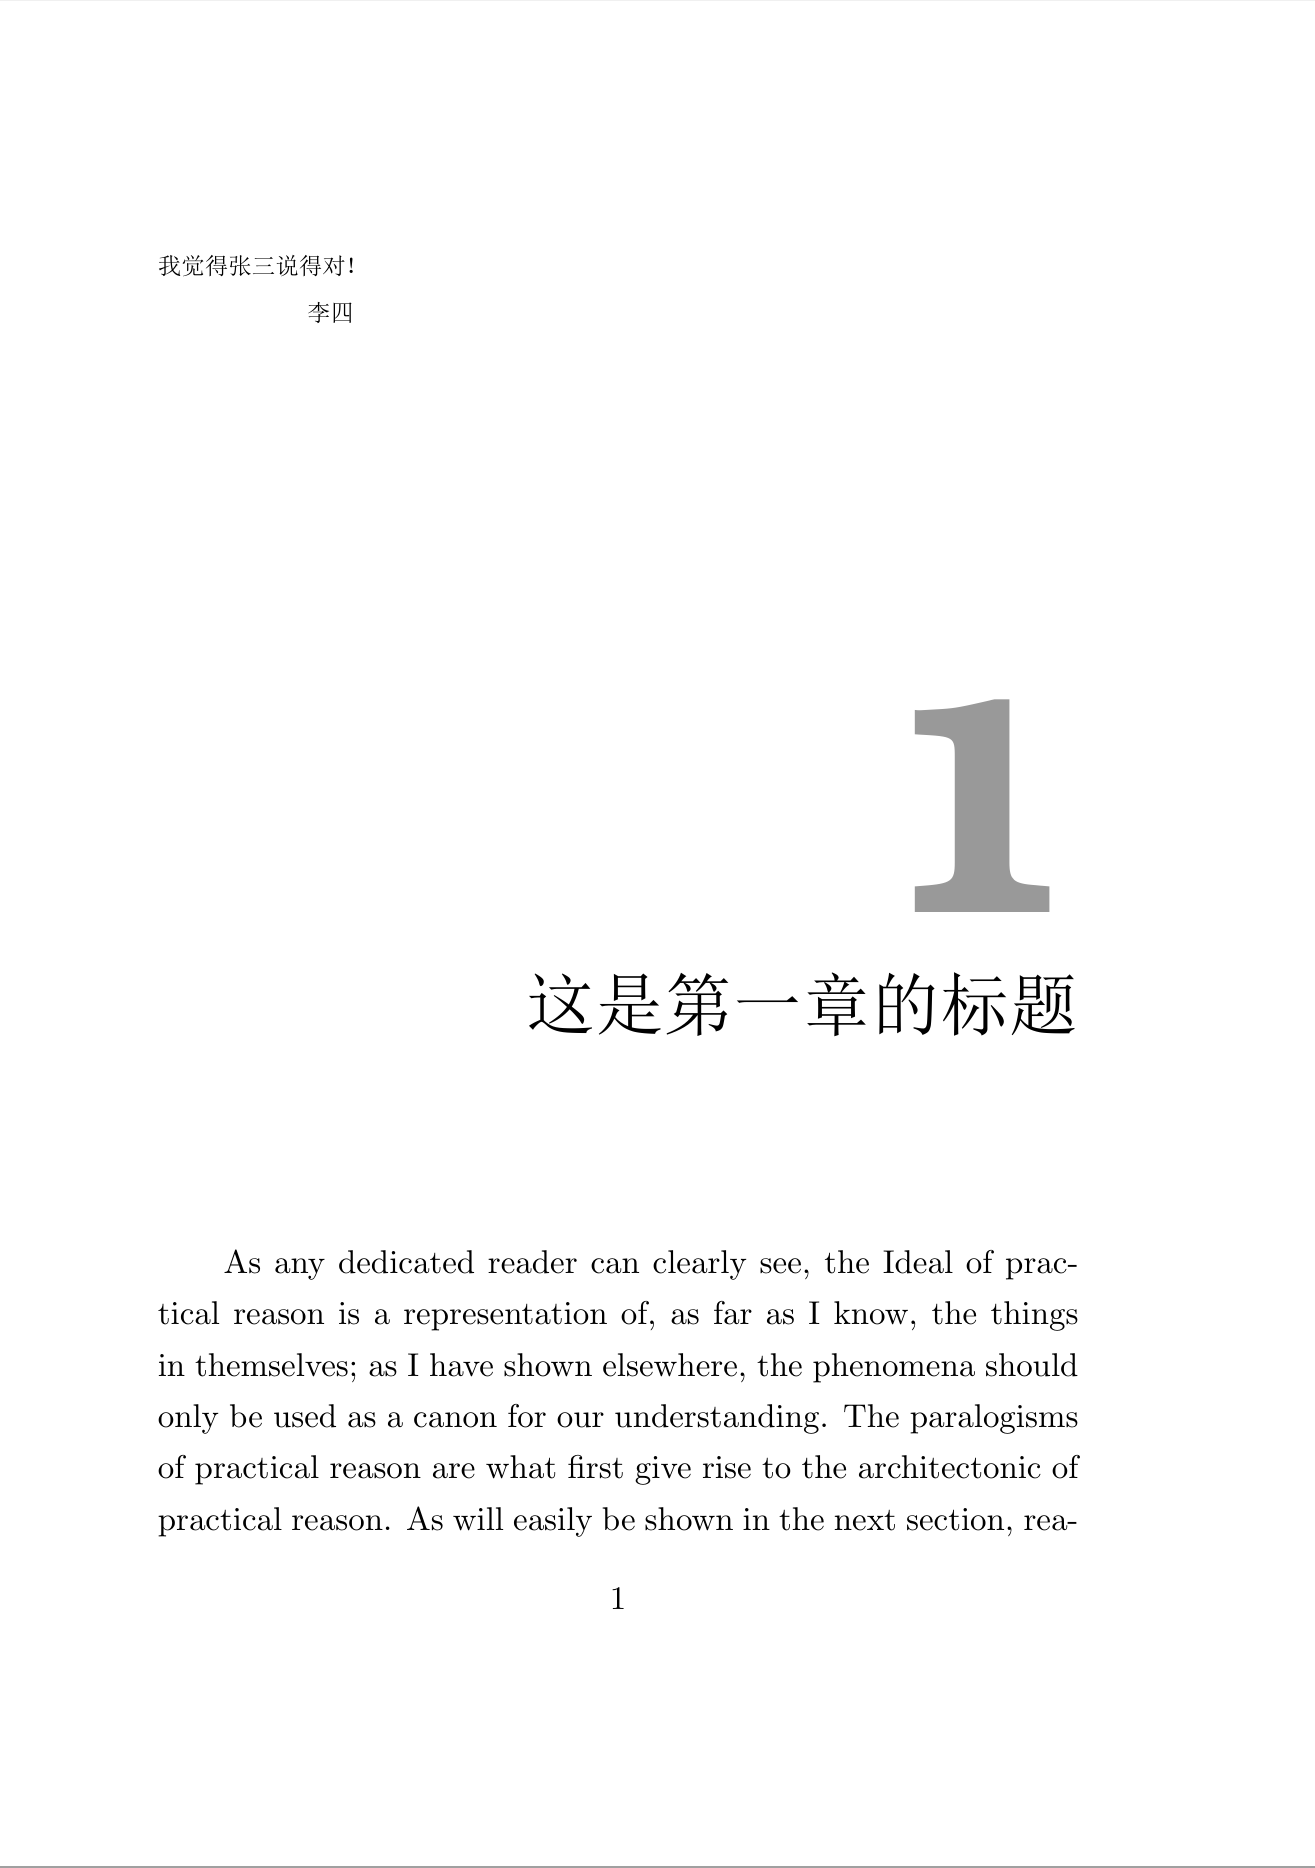 我觉得张三说得对!
李四
1
这是第一章的标题
As any dedicated reader can clearly see, the Ideal of prac-
tical reason is a representation of, as far as I know, the things
in themselves; as I have shown elsewhere, the phenomena should
only be used as a canon for our understanding. The paralogisms
of practical reason are what first give rise to the architectonic of
practical reason. As will easily be shown in the next section, rea-
1